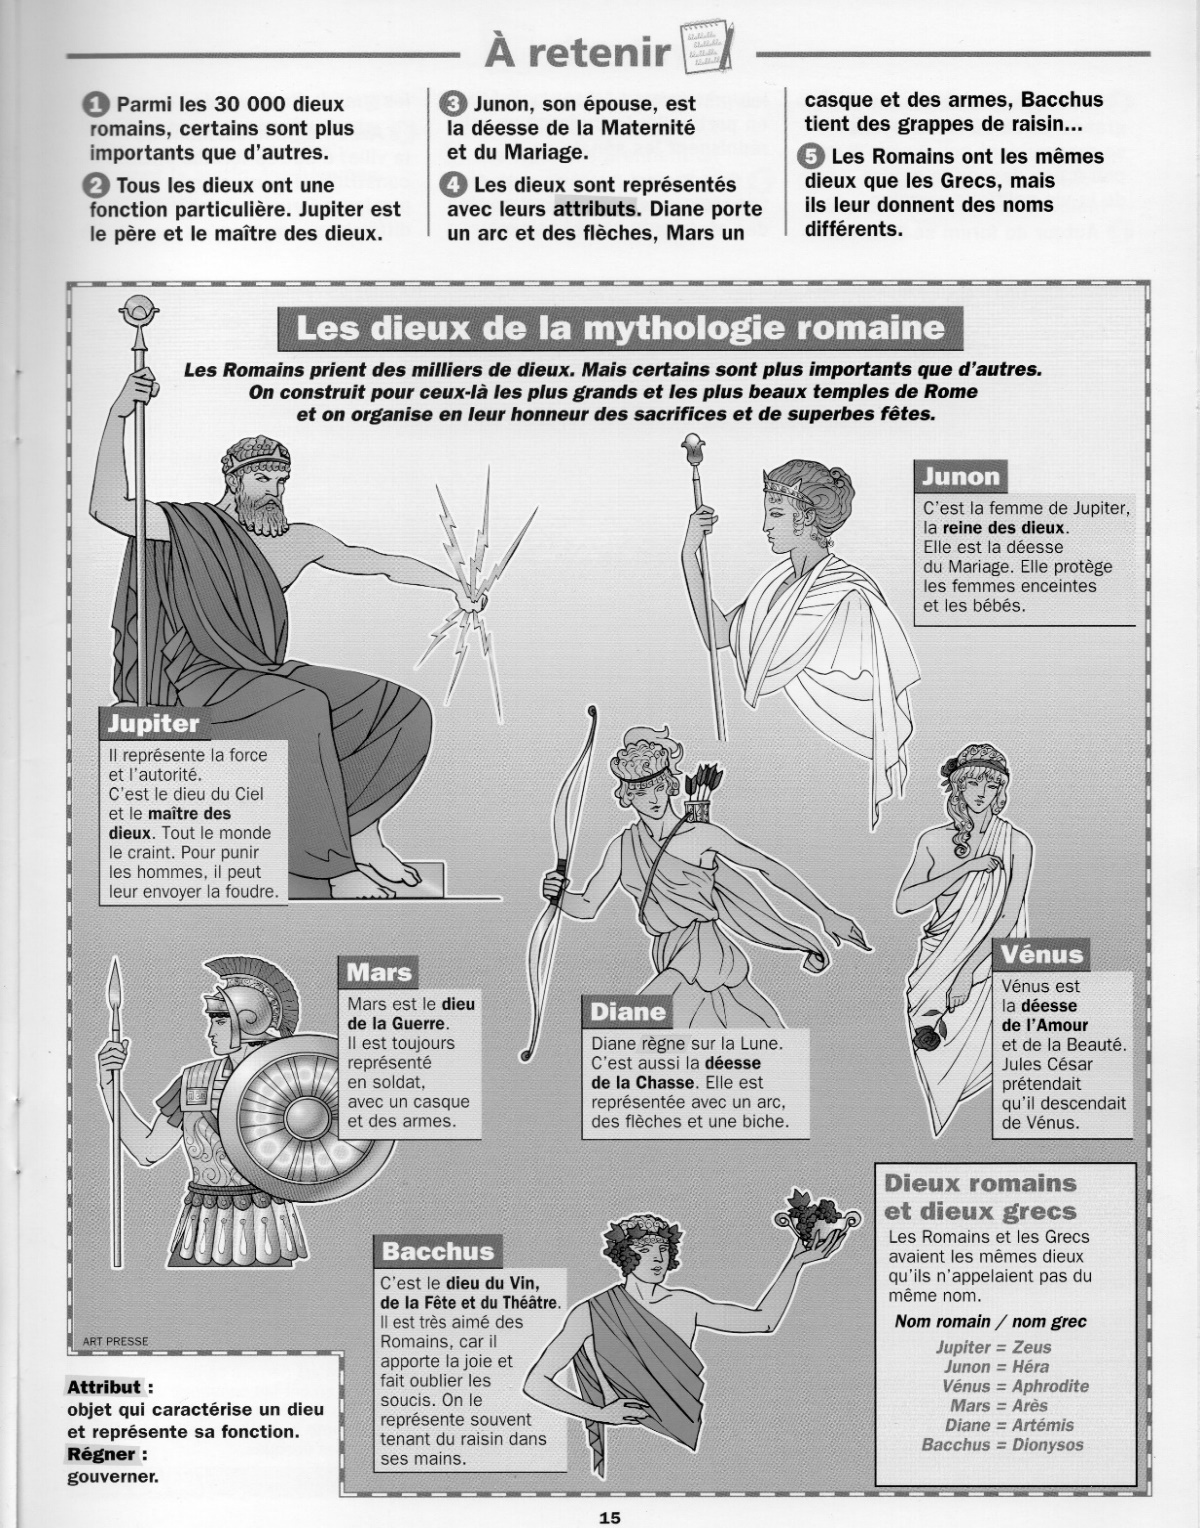 À retenir
1 Parmi les 30 000 dieux
romains, certains sont plus
importants que d'autres.
2 Tous les dieux ont une
fonction particulière. Jupiter est
le père et le maître des dieux.
3 Junon, son épouse, est
la déesse de la Maternité
et du Mariage.
4 Les dieux sont représentés
avec leurs attributs. Diane porte
un arc et des flèches, Mars un
casque et des armes, Bacchus
tient des grappes de raisin...
5 Les Romains ont les mêmes
dieux que les Grecs, mais
ils leur donnent des noms
différents.
Les dieux de la mythologie romaine
Les Romains prient des milliers de dieux. Mais certains sont plus importants que d'autres.
On construit pour ceux-là les plus grands et les plus beaux temples de Rome
et on organise en leur honneur des sacrifices et de superbes fêtes.
Junon
C'est la femme de Jupiter,
la reine des dieux.
Elle est la déesse
du Mariage. Elle protège
les femmes enceintes
et les bébés.
Jupiter
Il représente la force
et l'autorité.
C'est le dieu du Ciel
et le maître des
dieux. Tout le monde
le craint. Pour punir
les hommes, il peut
leur envoyer la foudre.
Mars
Mars est le dieu
de la Guerre.
Il est toujours
représenté
en soldat,
avec un casque
et des armes.
Diane
Diane règne sur la Lune.
C'est aussi la déesse
de la Chasse. Elle est
représentée avec un arc,
des flèches et une biche.
Vénus
Vénus est
la déesse
de l'Amour
et de la Beauté.
Jules César
prétendait
qu'il descendait
de Vénus.
Bacchus
C'est le dieu du Vin,
de la Fête et du Théâtre.
Il est très aimé des
Romains, car il
apporte la joie et
fait oublier les
soucis. On le
représente souvent
tenant du raisin dans
ses mains.
Dieux romains
et dieux grecs
Les Romains et les Grecs
avaient les mêmes dieux
qu'ils n'appelaient pas du
même nom.
Nom romain / nom grec
Jupiter = Zeus
Junon = Héra
Vénus = Aphrodite
Mars = Arès
Diane = Artémis
Bacchus = Dionysos
ART PRESSE
Attribut :
objet qui caractérise un dieu
et représente sa fonction.
Régner :
gouverner.
15